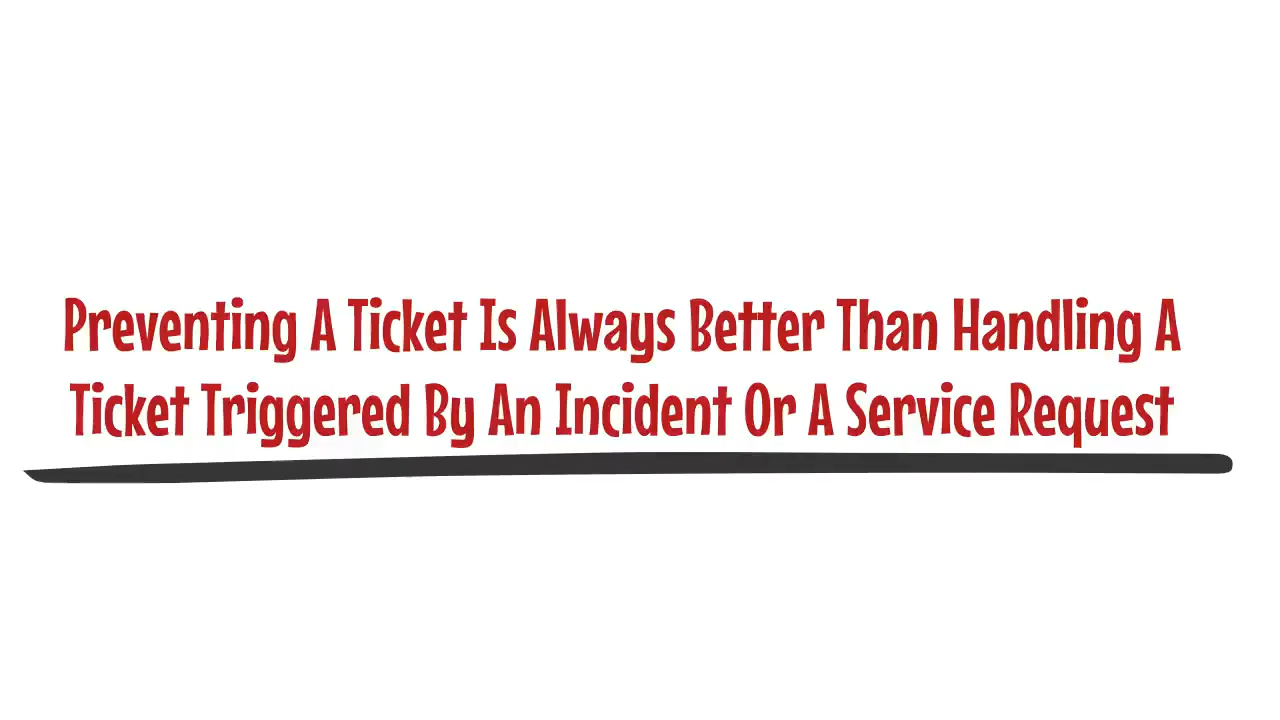 Preventing A Ticket Is Always Better Than Handling A
Ticket Triggered By An Incident Or A Service Request